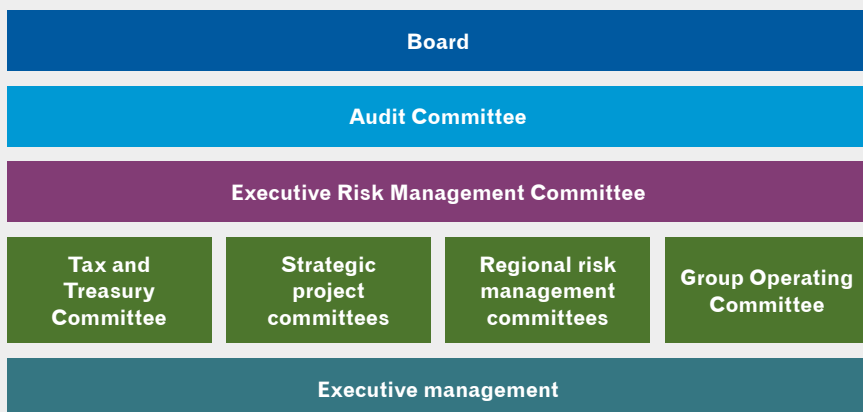 Board
Audit Committee
Executive Risk Management Committee
Tax and
Treasury
Committee
Strategic
project
committees
Regional risk
management
committees
Group Operating
Committee
Executive management